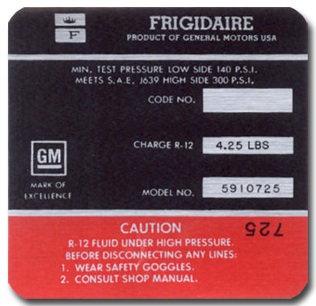 F
FRIGIDAIRE
PRODUCT OF GENERAL MOTORS USA
MIN. TEST PRESSURE LOW SIDE 140 P.S.I.
MEETS S.A.E. J639 HIGH SIDE 300 P.S.I.
CODE NO.
CHARGE R-12 4.25 LBS
GM
MARK OF
EXCELLENCE
MODEL NO. 5910725
725
CAUTION
R-12 FLUID UNDER HIGH PRESSURE.
BEFORE DISCONNECTING ANY LINES:
1. WEAR SAFETY GOGGLES.
2. CONSULT SHOP MANUAL.